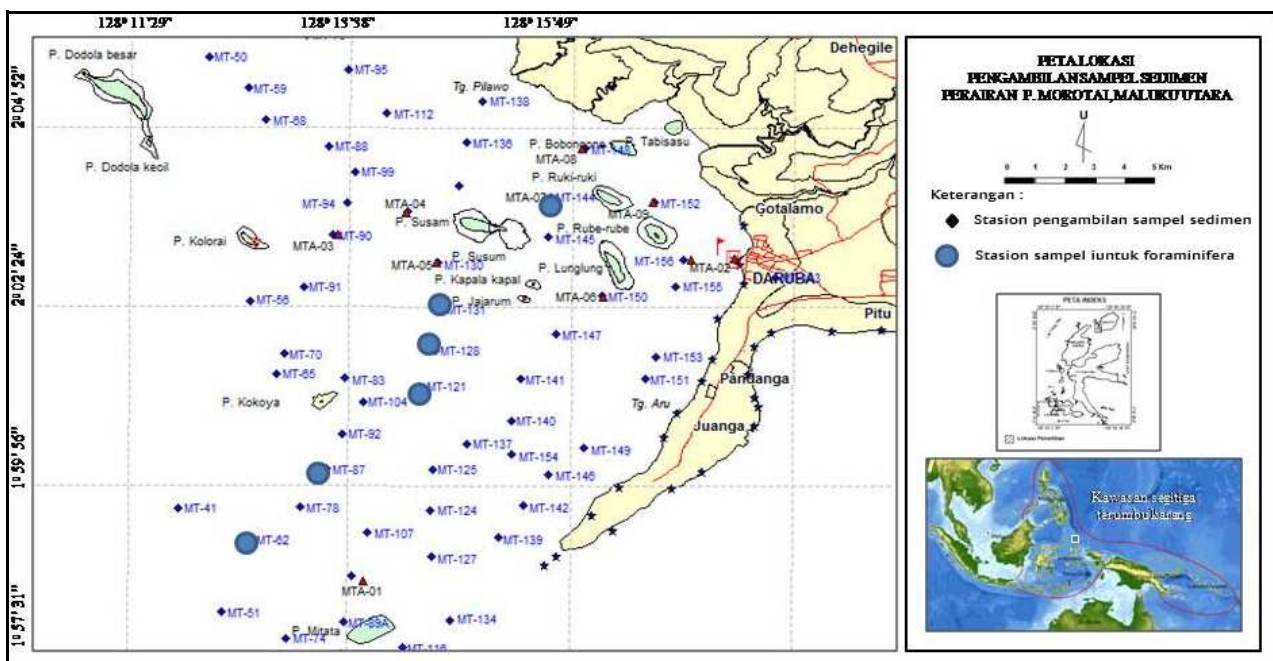 128° 11'29"
128° 13'38"
128° 15'49"
2° 04'52"
2° 02'24"
1° 59'56"
1° 57'31"
P. Dodola besar
MT-50
MT-95
MT-59
Tg. Pilawo
MT-138
Dehegile
MT-68
MT-112
MT-88
MT-136
P. Bobongono
MT-148
P. Tabisasu
MTA-08
P. Dodola kecil
MT-99
P. Ruki-ruki
MT-94
MTA-04
MTA-07
MT-144
MT-152
MTA-09
Gotalamo
P. Susam
P. Kolorai
MTA-03
MT-90
MT-145
P. Rube-rube
P. Susum
MTA-05
MT-130
P. Lunglung
MT-156
MTA-02
DARUBA
P. Kapala kapal
MT-91
MT-155
MT-56
P. Jajarum
MTA-06
MT-150
MT-131
Pitu
MT-147
MT-128
MT-70
MT-153
MT-65
MT-83
MT-121
MT-141
MT-151
Pandanga
P. Kokoya
MT-104
Tg. Aru
MT-140
Juanga
MT-92
MT-137
MT-154
MT-149
MT-87
MT-125
MT-146
MT-41
MT-78
MT-124
MT-142
MT-107
MT-139
MT-62
MT-127
MTA-01
MT-51
MT-89A
MT-134
P. Mitata
MT-74
MT-116
PETA LOKASI
PENGAMBILAN SAMPEL SEDIMEN
PERAIRAN P. MOROTAI, MALUKU UTARA
U
0 1 2 3 4 5 Km
Keterangan :
Stasion pengambilan sampel sedimen
Stasion sampel iuntuk foraminifera
PETA INDEKS
Lokasi Penelitian
Kawasan segitiga
terumbu karang